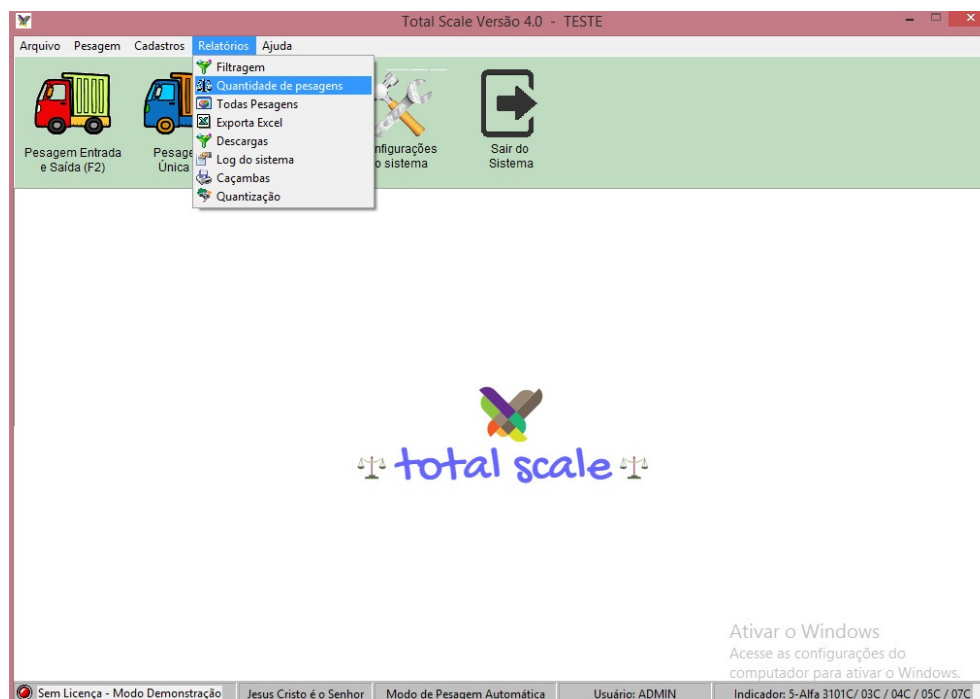 Total Scale Versão 4.0 - TESTE
Arquivo Pesagem Cadastros Relatórios Ajuda
Filtragem
Quantidade de pesagens
Todas Pesagens
Exporta Excel
Descargas
Log do sistema
Caçambas
Quantização
Pesagem Entrada
e Saída (F2)
Única
Sair do
Sistema
total scale
Ativar o Windows
Acesse as configurações do
computador para ativar o Windows.
Sem Licença - Modo Demonstração
Jesus Cristo é o Senhor
Modo de Pesagem Automática
Usuário: ADMIN
Indicador: 5-Alfa 3101C/ 03C / 04C / 05C / 07C